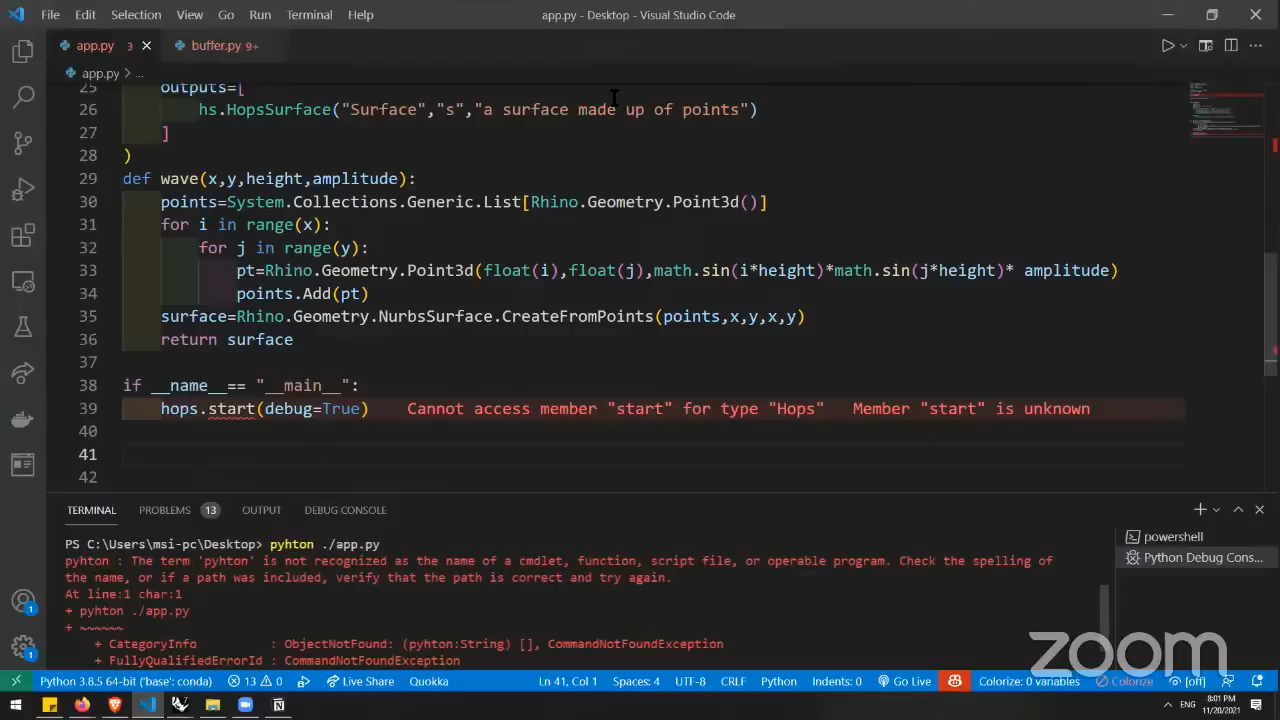 File Edit Selection View Go Run Terminal Help app.py - Desktop - Visual Studio Code
app.py 3 buffer.py 9+
app.py > ...
25 outputs=[
26 hs.HopsSurface("Surface","s","a surface made up of points")
27 ]
28 )
29 def wave(x,y,height,amplitude):
30 points=System.Collections.Generic.List[Rhino.Geometry.Point3d()]
31 for i in range(x):
32 for j in range(y):
33 pt=Rhino.Geometry.Point3d(float(i),float(j),math.sin(i*height)*math.sin(j*height)* amplitude)
34 points.Add(pt)
35 surface=Rhino.Geometry.NurbsSurface.CreateFromPoints(points,x,y,x,y)
36 return surface
37
38 if __name__== "__main__":
39 hops.start(debug=True) Cannot access member "start" for type "Hops" Member "start" is unknown
40
41
42
TERMINAL PROBLEMS 13 OUTPUT DEBUG CONSOLE
powershell
Python Debug Cons...
PS C:\Users\msi-pc\Desktop> pyhton ./app.py
pyhton : The term 'pyhton' is not recognized as the name of a cmdlet, function, script file, or operable program. Check the spelling of
the name, or if a path was included, verify that the path is correct and try again.
At line:1 char:1
+ pyhton ./app.py
+ ~~~~~~
+ CategoryInfo : ObjectNotFound: (pyhton:String) [], CommandNotFoundException
+ FullyQualifiedErrorId : CommandNotFoundException
zoom
1
1
Python 3.8.5 64-bit ('base': conda) 13 0 Live Share Quokka Ln 41, Col 1 Spaces: 4 UTF-8 CRLF Python Indents: 0 Go Live Colorize: 0 variables Colorize [off]
ENG 8:01 PM
11/20/2021